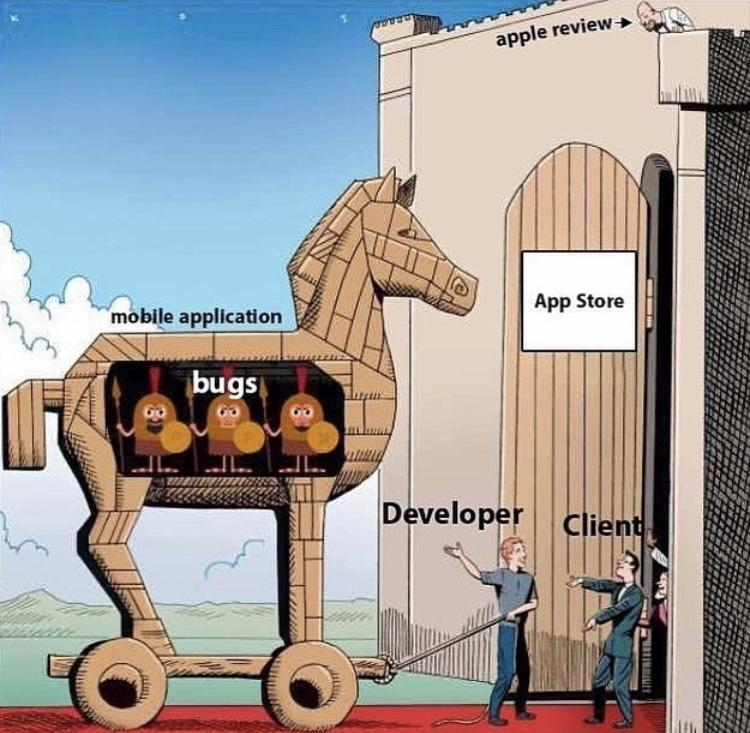 apple review
App Store
mobile application
bugs
Developer
Client